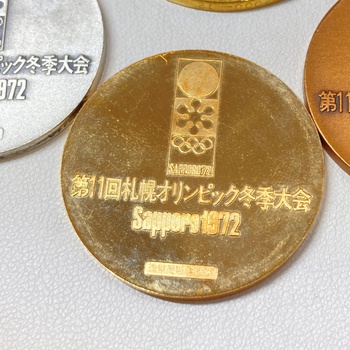 SAPPORO'72
第11回札幌オリンピック冬季大会
Sapporo1972
ック冬季大会
972
第11